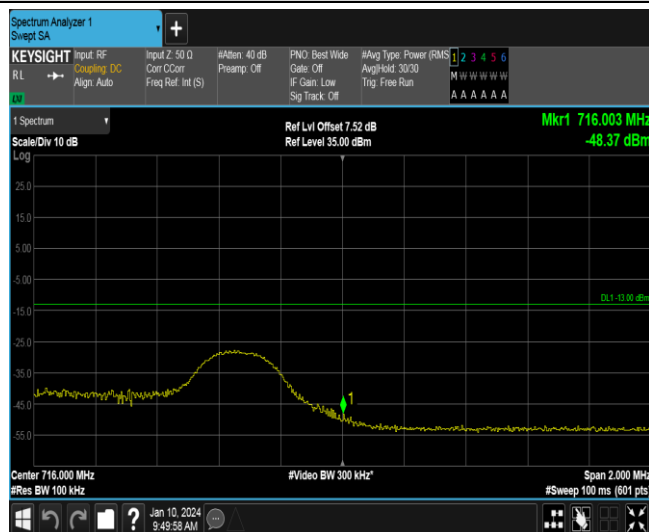 Spectrum Analyzer 1
Swept SA
+
KEYSIGHT Input: RF Input Z: 50 Ω #Atten: 40 dB PNO: Best Wide #Avg Type: Power (RMS 1 2 3 4 5 6
RL Coupling: DC Corr CCorr Preamp: Off Gate: Off Avg|Hold: 30/30 M W W W W W
Align: Auto Freq Ref: Int (S) IF Gain: Low Trig: Free Run
Sig Track: Off A A A A A A
LXI
1 Spectrum Ref Lvl Offset 7.52 dB Mkr1 716.003 MHz
Scale/Div 10 dB Ref Level 35.00 dBm -48.37 dBm
Log
25.0
15.0
5.00
-5.00
DL1 -13.00 dBm
-15.0
-25.0
-35.0
-45.0 1
-55.0
Center 716.000 MHz #Video BW 300 kHz* Span 2.000 MHz
#Res BW 100 kHz #Sweep 100 ms (601 pts)
? Jan 10, 2024
9:49:58 AM